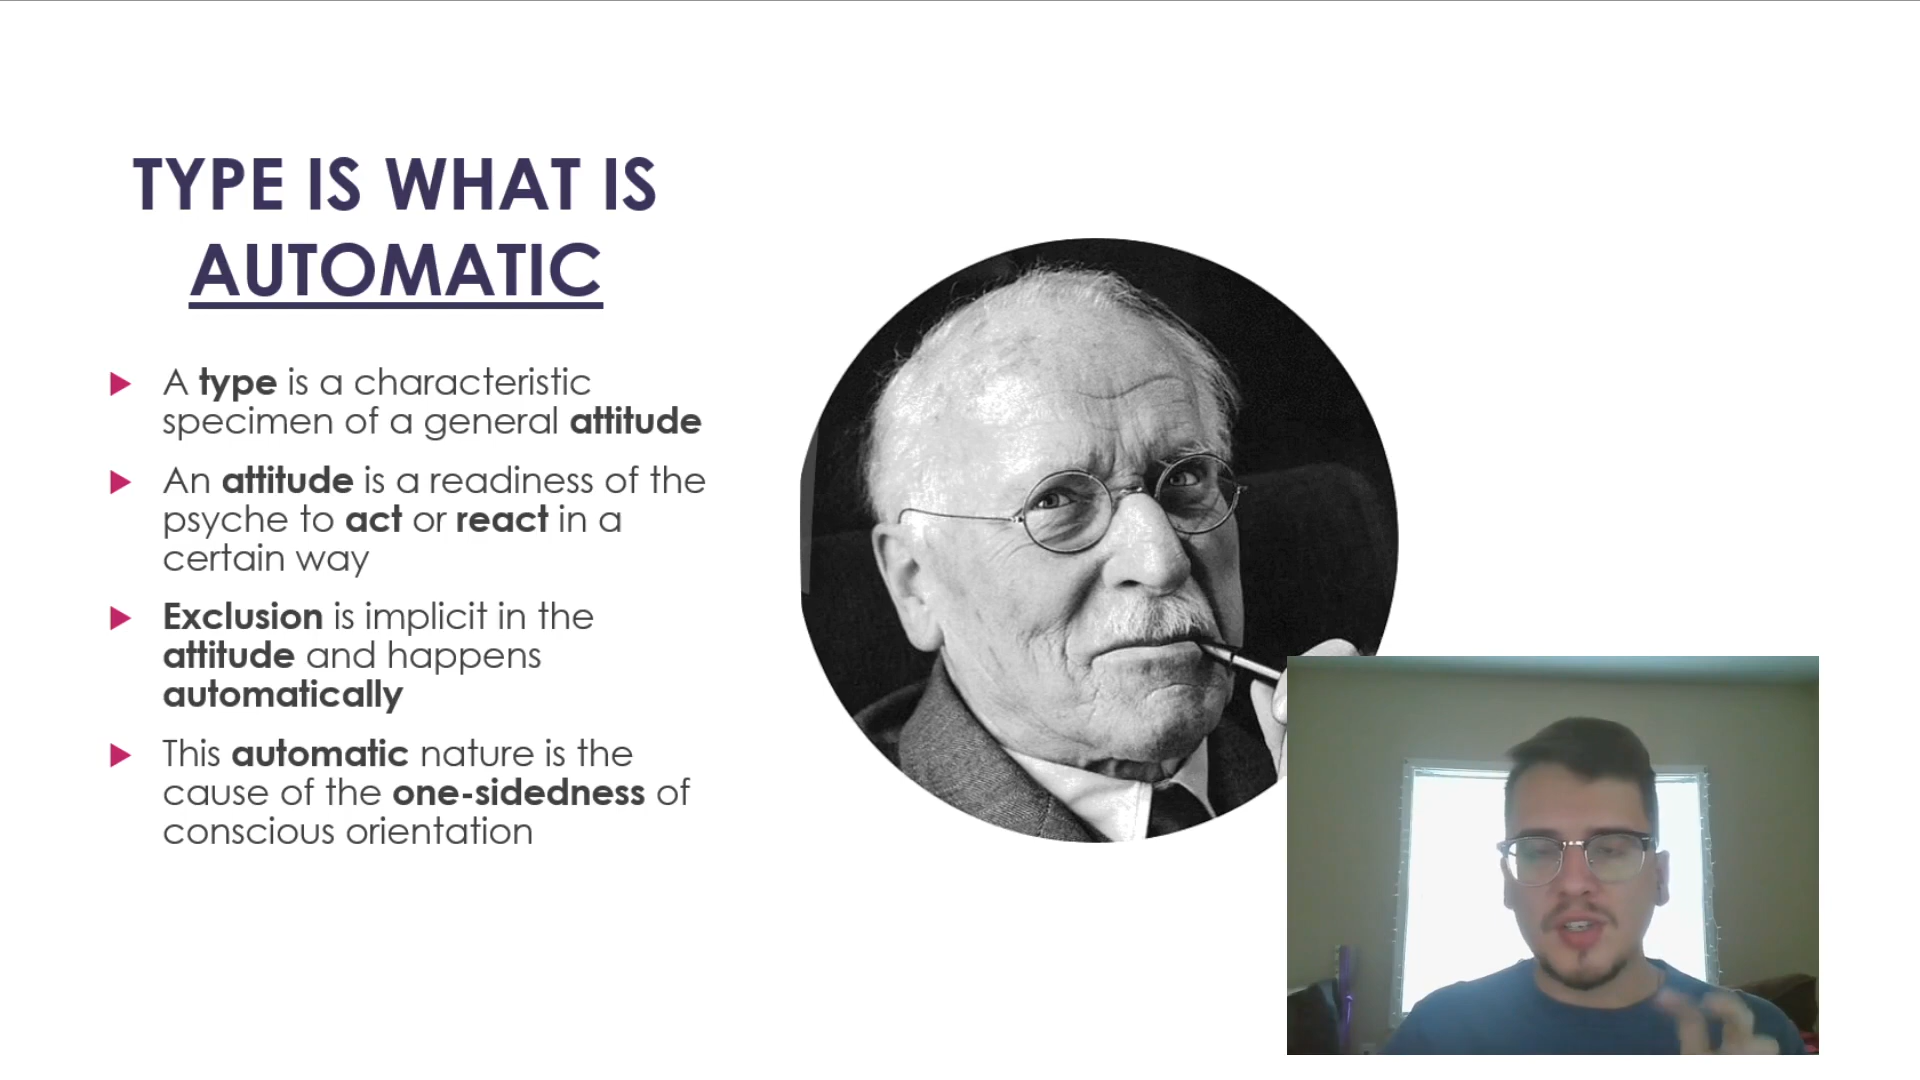 TYPE IS WHAT IS
AUTOMATIC
A type is a characteristic
specimen of a general attitude
An attitude is a readiness of the
psyche to act or react in a
certain way
Exclusion is implicit in the
attitude and happens
automatically
This automatic nature is the
cause of the one-sidedness of
conscious orientation